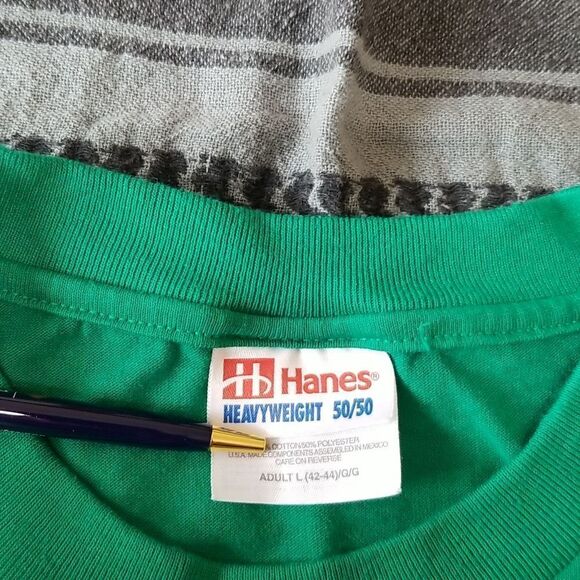 Hanes®
HEAVYWEIGHT 50/50
% COTTON/50% POLYESTER
U.S.A. MADE COMPONENTS ASSEMBLED IN MEXICO
CARE ON REVERSE
ADULT L (42-44)/G/G